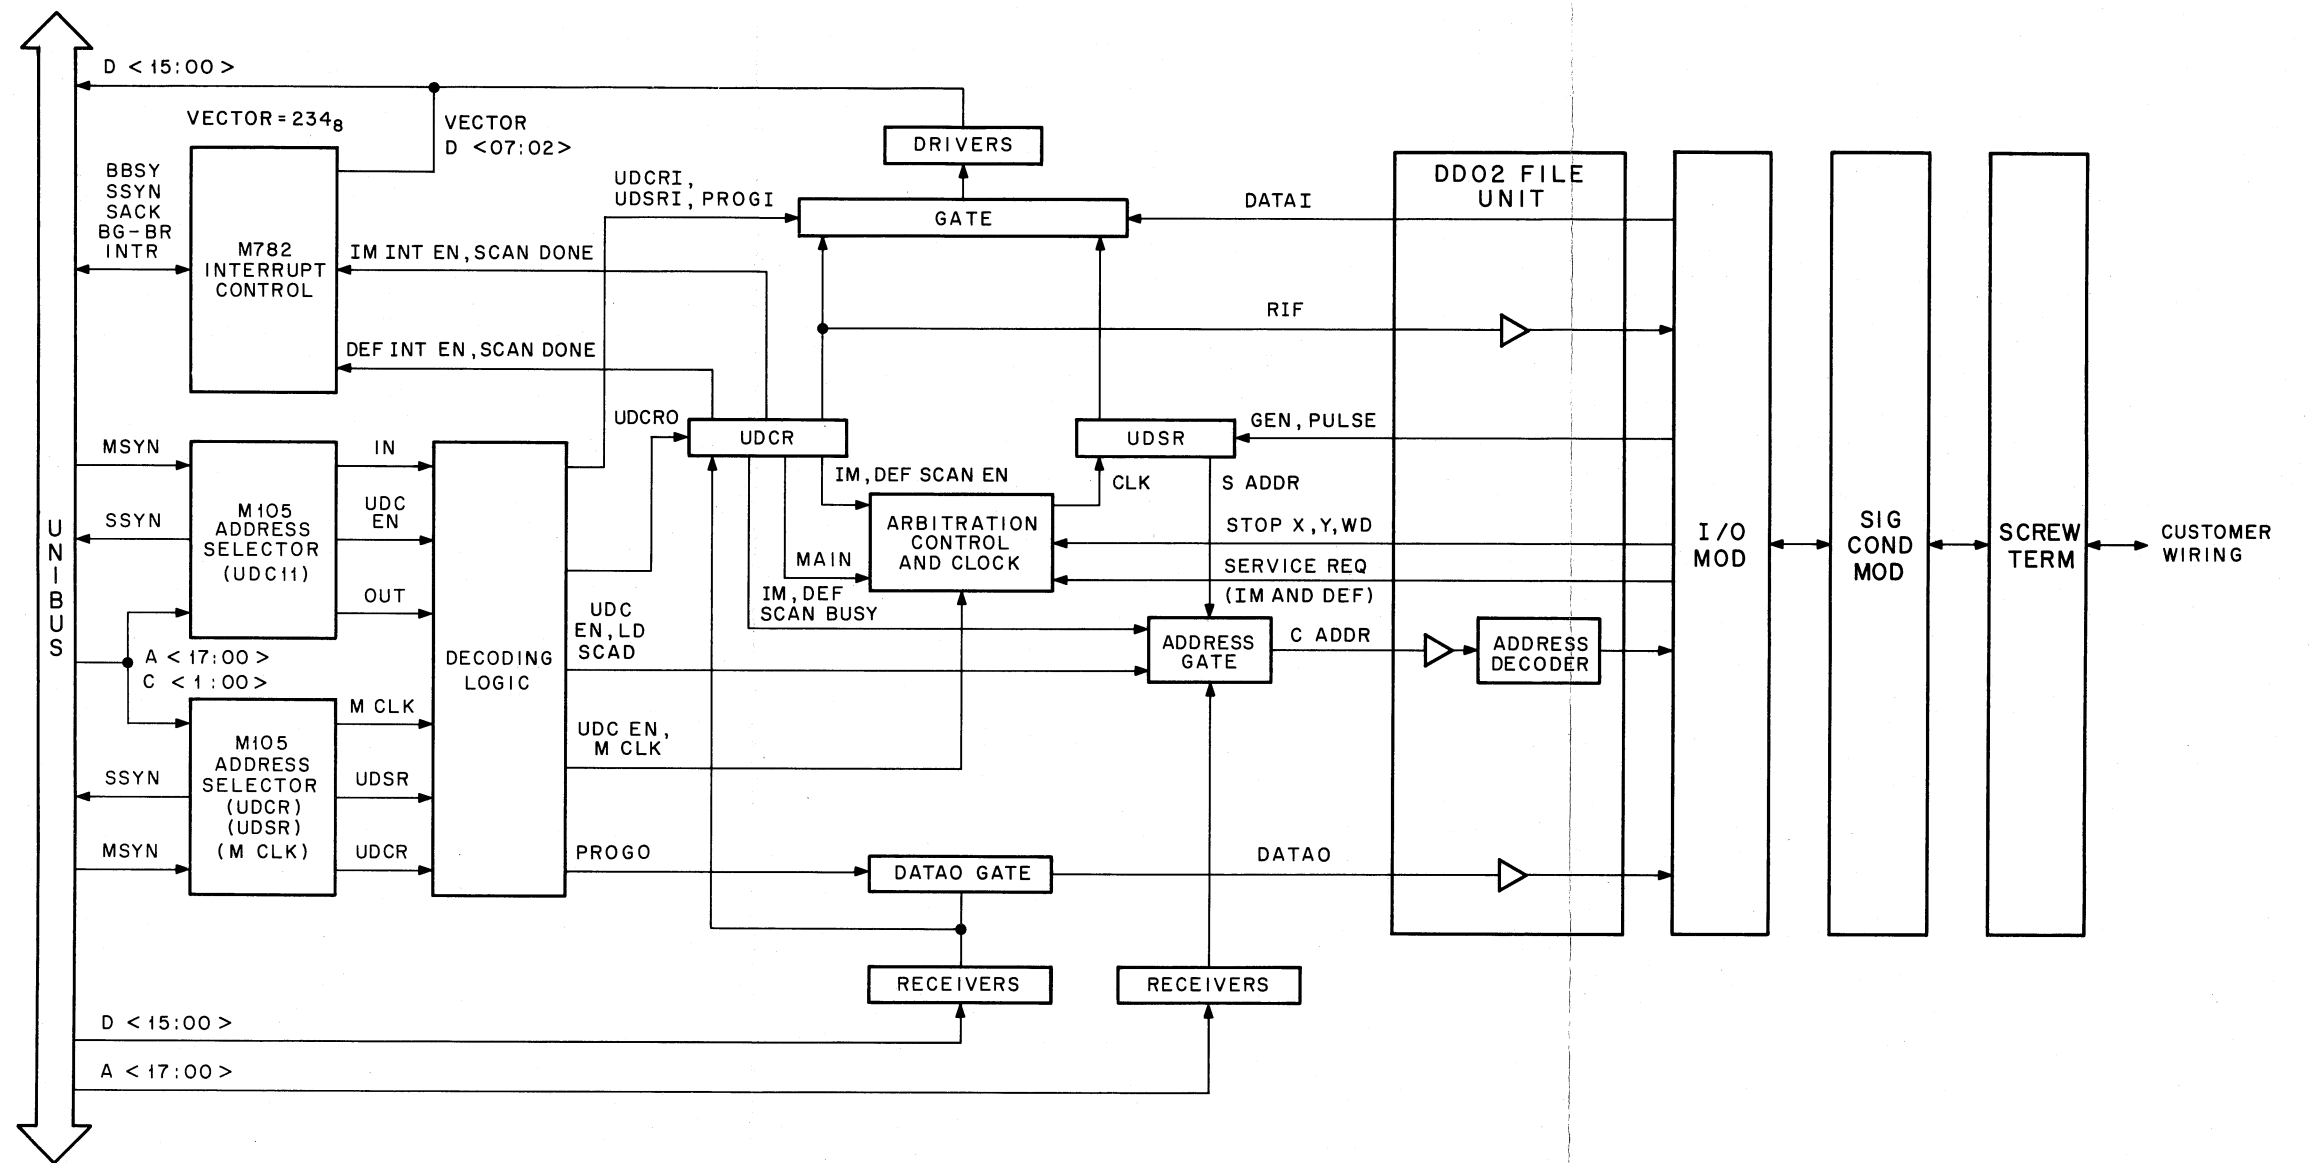 D <15:00>
VECTOR=234₈
VECTOR
D <07:02>
DRIVERS
BBSY
SSYN
SACK
BG-BR
INTR
M782
INTERRUPT
CONTROL
UDCRI,
UDSRI, PROGI
GATE
DATAI
DD02 FILE
UNIT
IM INT EN, SCAN DONE
RIF
DEF INT EN, SCAN DONE
UDCRO
UDCR
UDSR
GEN, PULSE
MSYN
IN
IM, DEF SCAN EN
CLK
S ADDR
SSYN
M105
ADDRESS
SELECTOR
(UDC11)
UDC
EN
ARBITRATION
CONTROL
AND CLOCK
STOP X,Y,WD
MAIN
SERVICE REQ
(IM AND DEF)
OUT
IM, DEF
SCAN BUSY
UNIBUS
I/O
MOD
SIG
COND
MOD
SCREW
TERM
CUSTOMER
WIRING
UDC
EN, LD
SCAD
ADDRESS
GATE
C ADDR
ADDRESS
DECODER
A <17:00>
C <1:00>
DECODING
LOGIC
M CLK
UDC EN,
M CLK
M105
ADDRESS
SELECTOR
(UDCR)
(UDSR)
(M CLK)
SSYN
UDSR
MSYN
UDCR
PROGO
DATAO GATE
DATAO
RECEIVERS
RECEIVERS
D <15:00>
A <17:00>